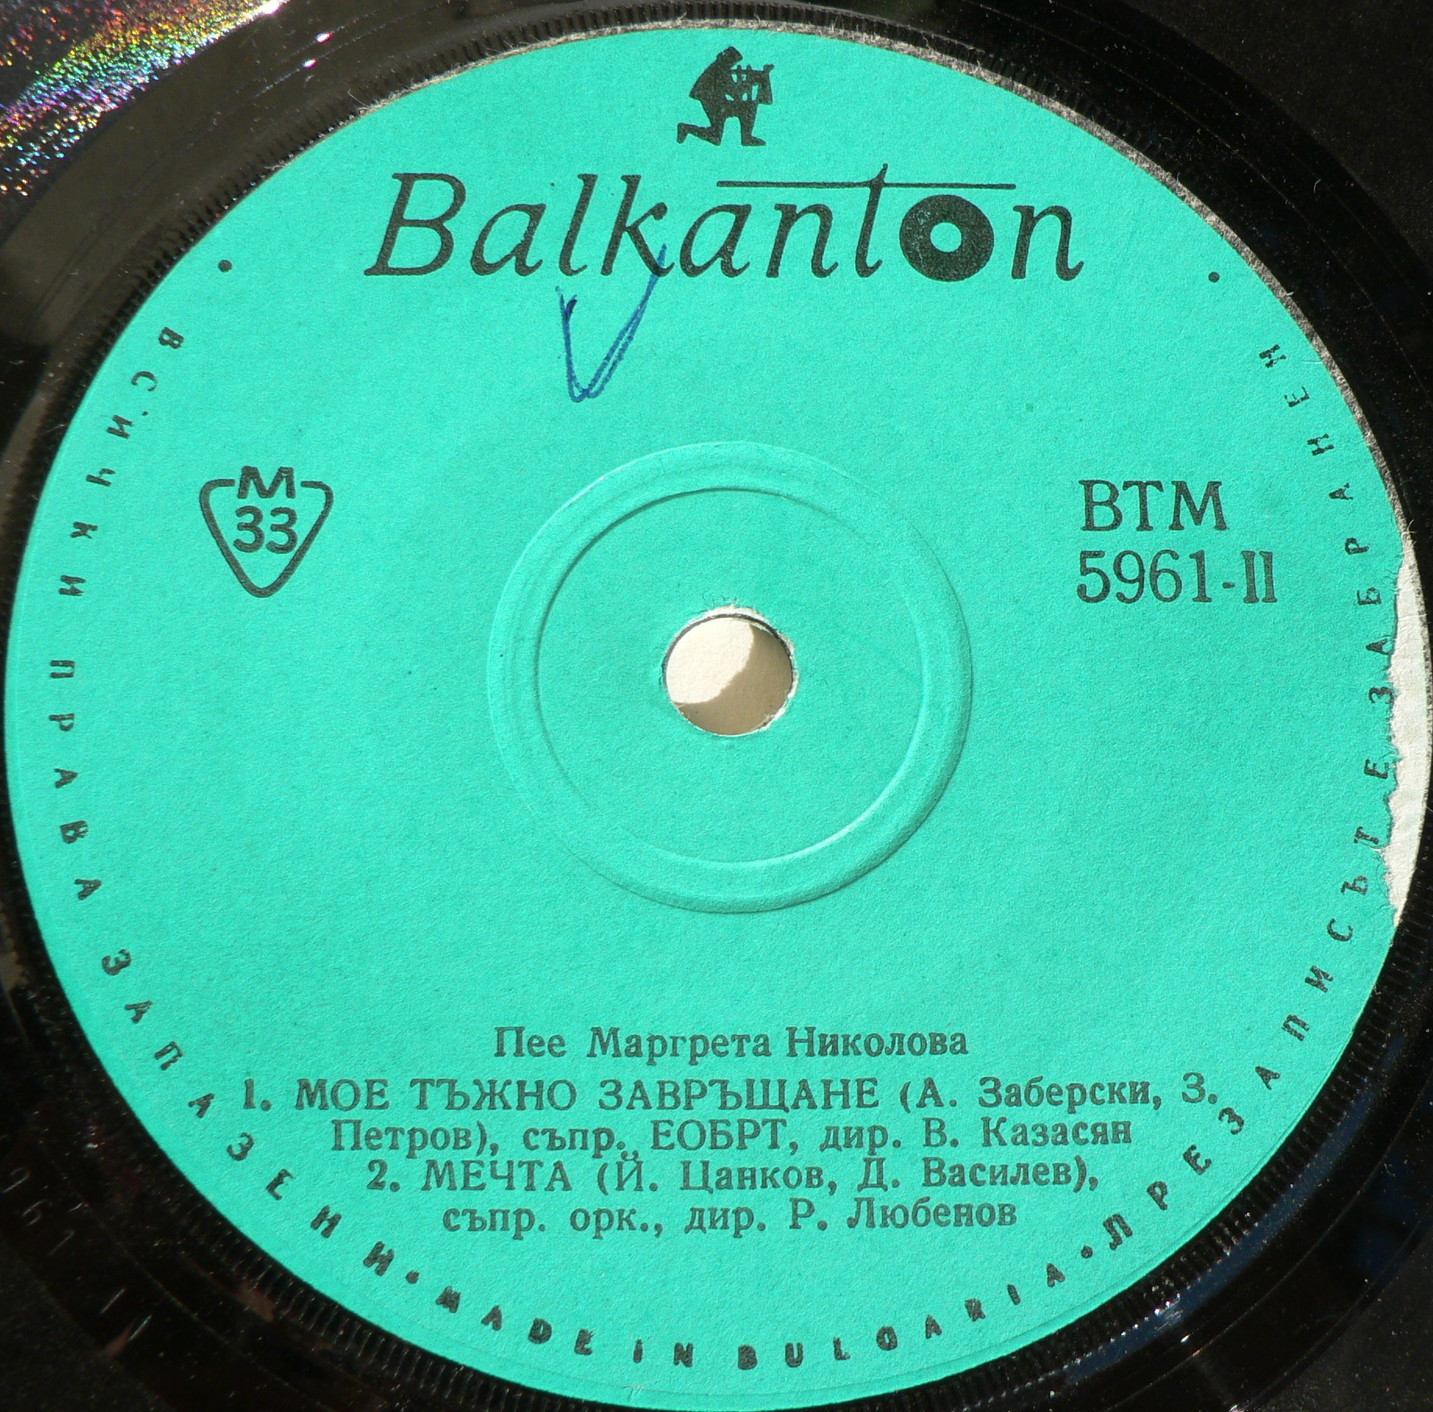 Balkanton
М
33
ВТМ
5961-II
Пее Маргрета Николова
1. МОЕ ТЪЖНО ЗАВРЪЩАНЕ (А. Заберски, З.
Петров), съпр. ЕОБРТ, дир. В. Казасян
2. МЕЧТА (Й. Цанков, Д. Василев),
съпр. орк., дир. Р. Любенов
• ВСИЧКИ ПРАВА ЗАПАЗЕНИ • MADE IN BULGARIA • ПРЕЗАПИСЪТ Е ЗАБРАНЕН •